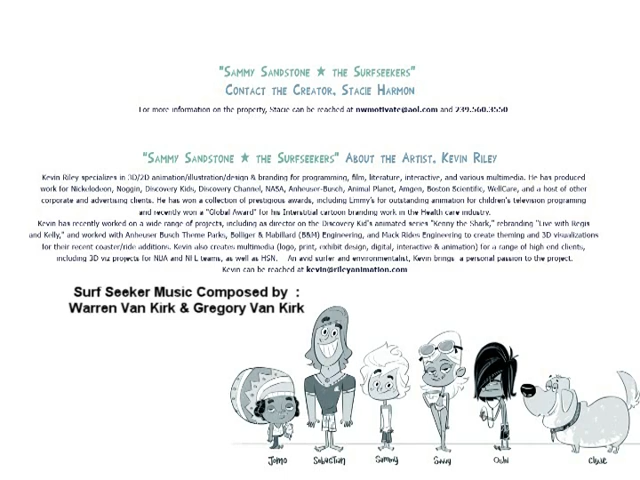 "Sammy Sandstone ★ the Surfseekers"
Contact the Creator, Stacie Harmon
For more information on the property, Stacie can be reached at nwmotivate@aol.com and 239.560.3550
"Sammy Sandstone ★ the Surfseekers" About the Artist, Kevin Riley
Kevin Riley specializes in 3D/2D animation/illustration/design & branding for programming, film, literature, interactive, and various multimedia. He has produced
work for Nickelodeon, Noggin, Discovery Kids, Discovery Channel, NASA, Anheuser-Busch, Animal Planet, Amgen, Boston Scientific, WellCare, and a host of other
corporate and advertising clients. He has won a collection of prestigious awards, including Emmy's for outstanding animation for children's television programing
and recently won a "Global Award" for his Interstitial cartoon branding work in the Health care industry.
Kevin has recently worked on a wide range of projects, including as director on the Discovery Kid's animated series "Kenny the Shark," rebranding "Live with Regis
and Kelly," and worked with Anheuser Busch Theme Parks, Bolliger & Mabillard (B&M) Engineering, and Mack Rides Engineering to create theming and 3D visualizations
for their recent coaster/ride additions. Kevin also creates multimedia (logo, print, exhibit design, digital, interactive & animation) for a range of high end clients,
including 3D viz projects for NBA and NFL teams, as well as HSN. An avid surfer and environmentalist, Kevin brings a personal passion to the project.
Kevin can be reached at kevin@rileyanimation.com
Surf Seeker Music Composed by :
Warren Van Kirk & Gregory Van Kirk
Jomo Sebastian Sammy Savvy Oshi